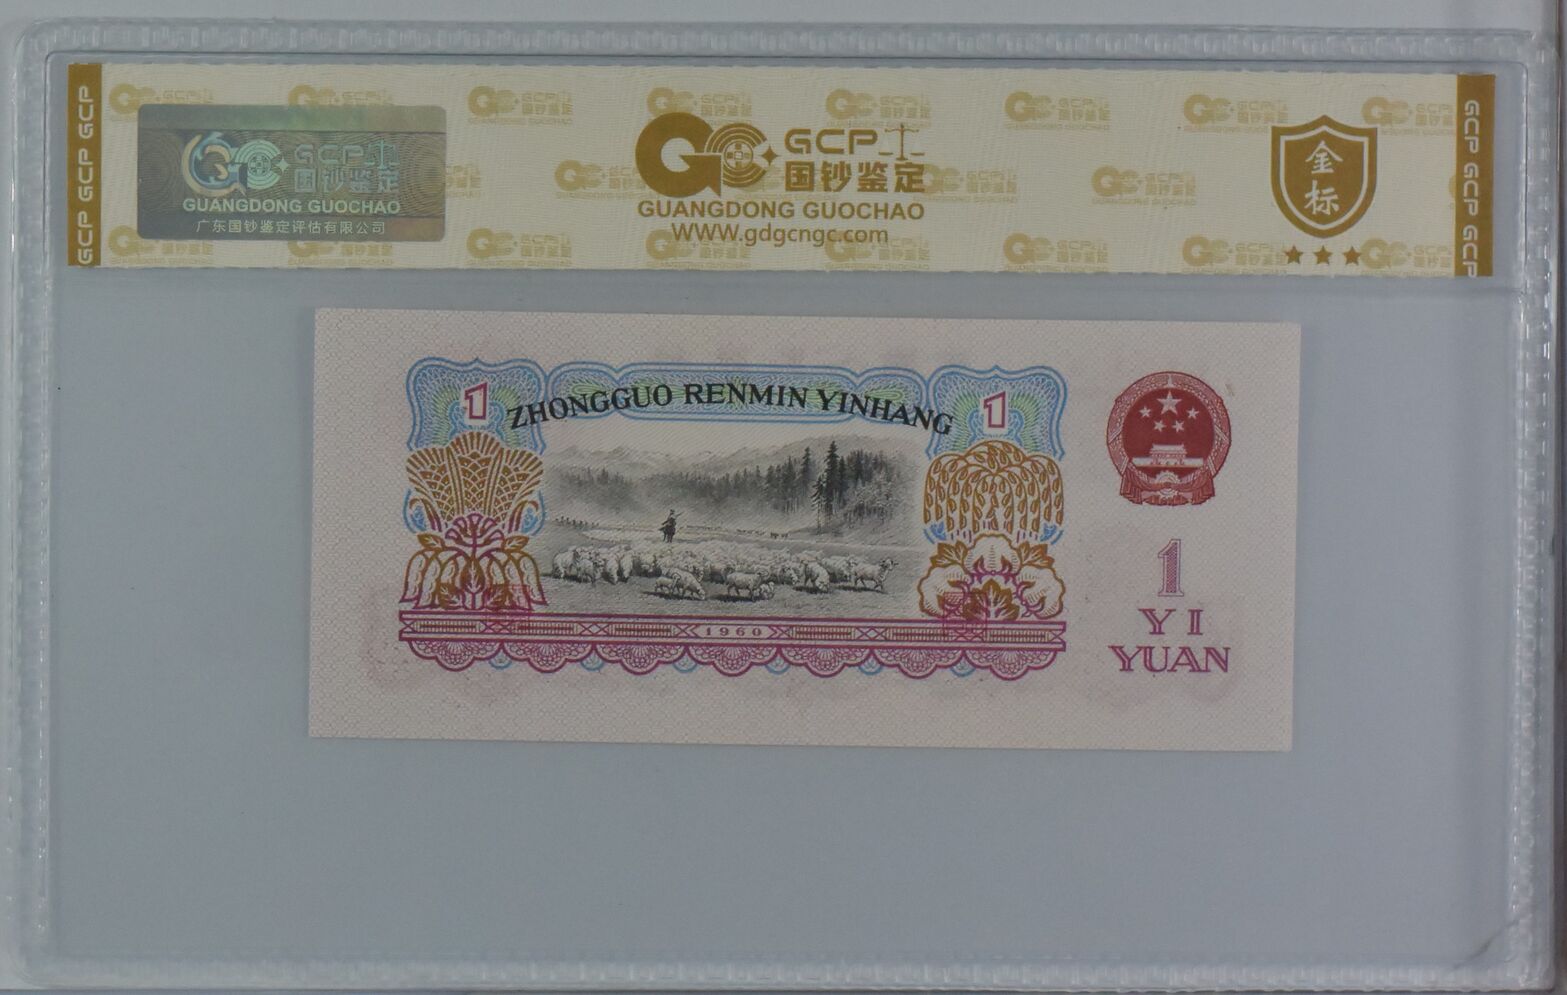 GCP GCP GCP
GCP
国钞鉴定
GUANGDONG GUOCHAO
广东国钞鉴定评估有限公司
GCP
国钞鉴定
GUANGDONG GUOCHAO
WWW.gdgcngc.com
金
标
GCP GCP GCP
1
ZHONGGUO RENMIN YINHANG
1
1960
1
YI
YUAN